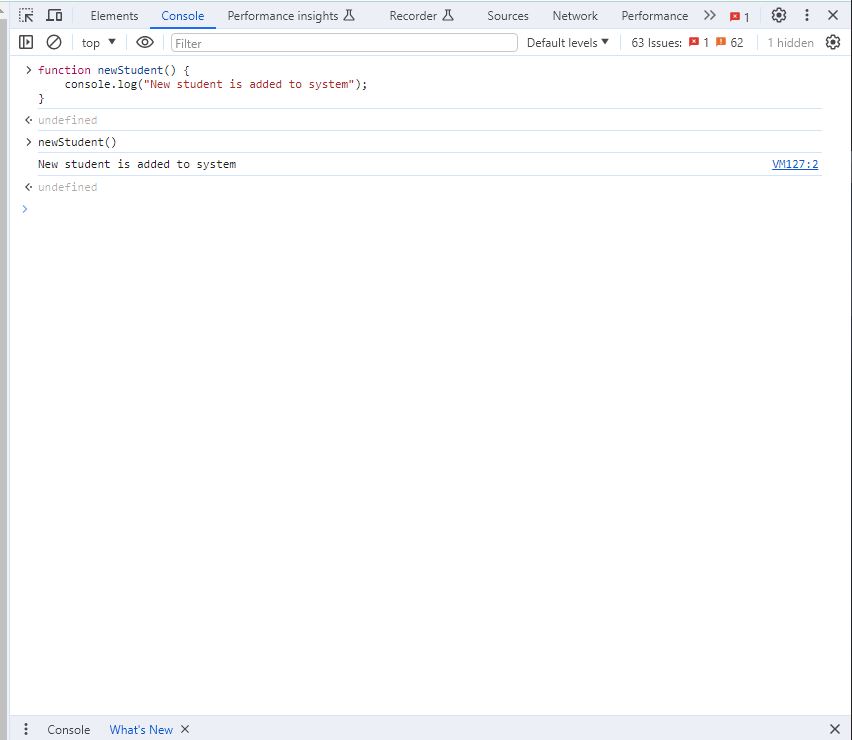 Elements Console Performance insights Recorder Sources Network Performance 1
top Filter Default levels 63 Issues: 1 62 1 hidden
function newStudent() {
    console.log("New student is added to system");
}
undefined
newStudent()
New student is added to system VM127:2
undefined
Console What's New